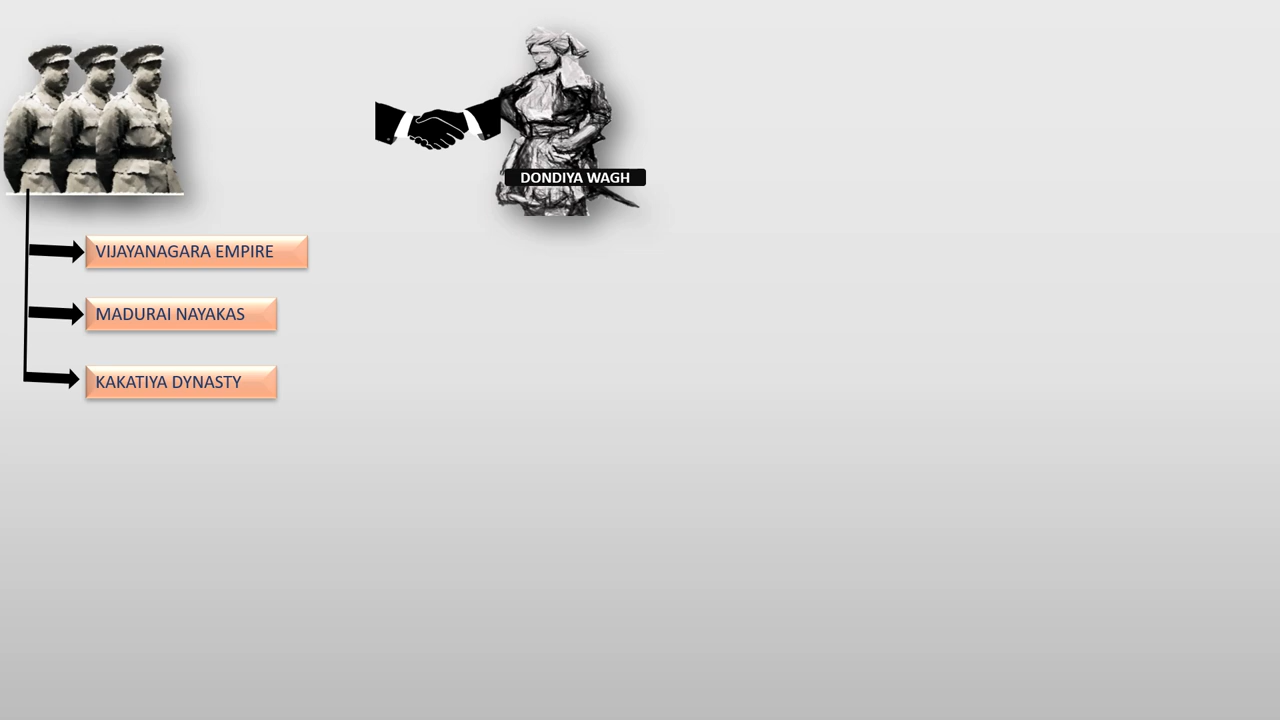 DONDIYA WAGH
VIJAYANAGARA EMPIRE
MADURAI NAYAKAS
KAKATIYA DYNASTY